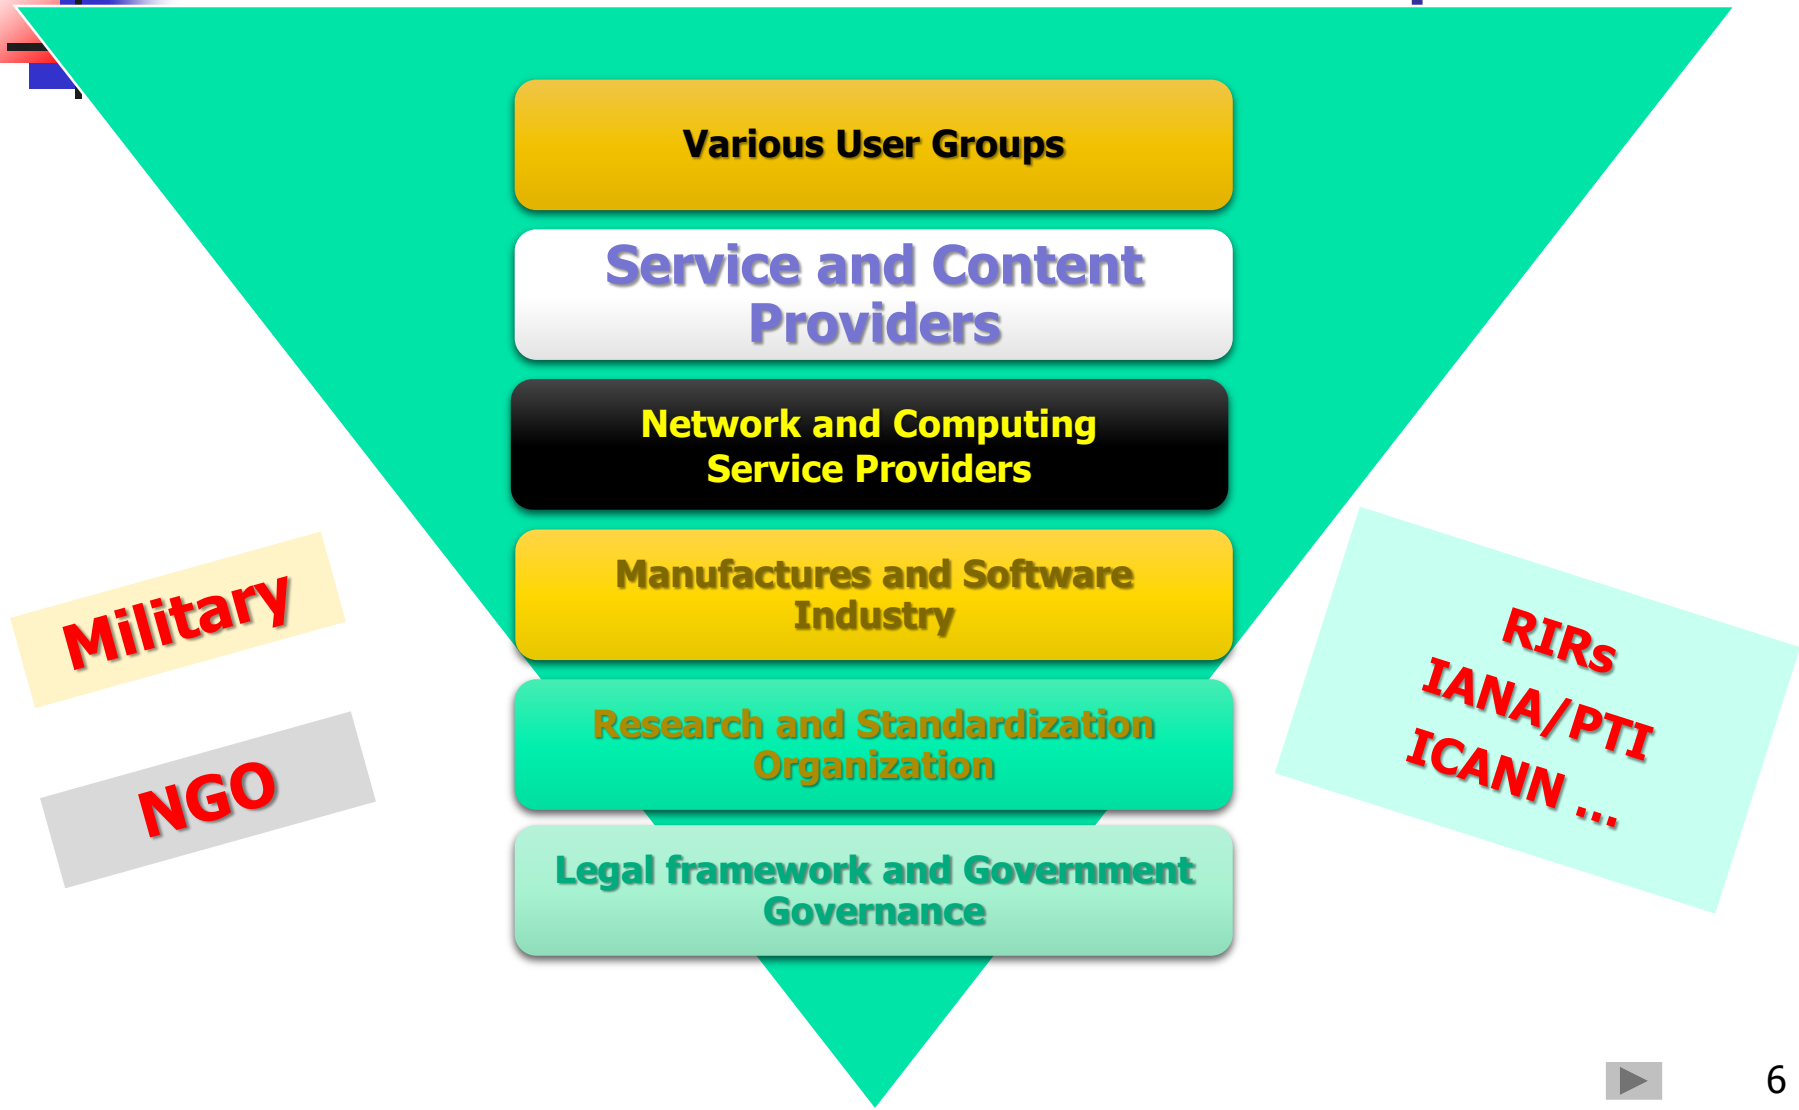 Various User Groups
Service and Content
Providers
Network and Computing
Service Providers
Manufactures and Software
Industry
Research and Standardization
Organization
Legal framework and Government
Governance
Military
NGO
RIRs
IANA/PTI
ICANN ...
6